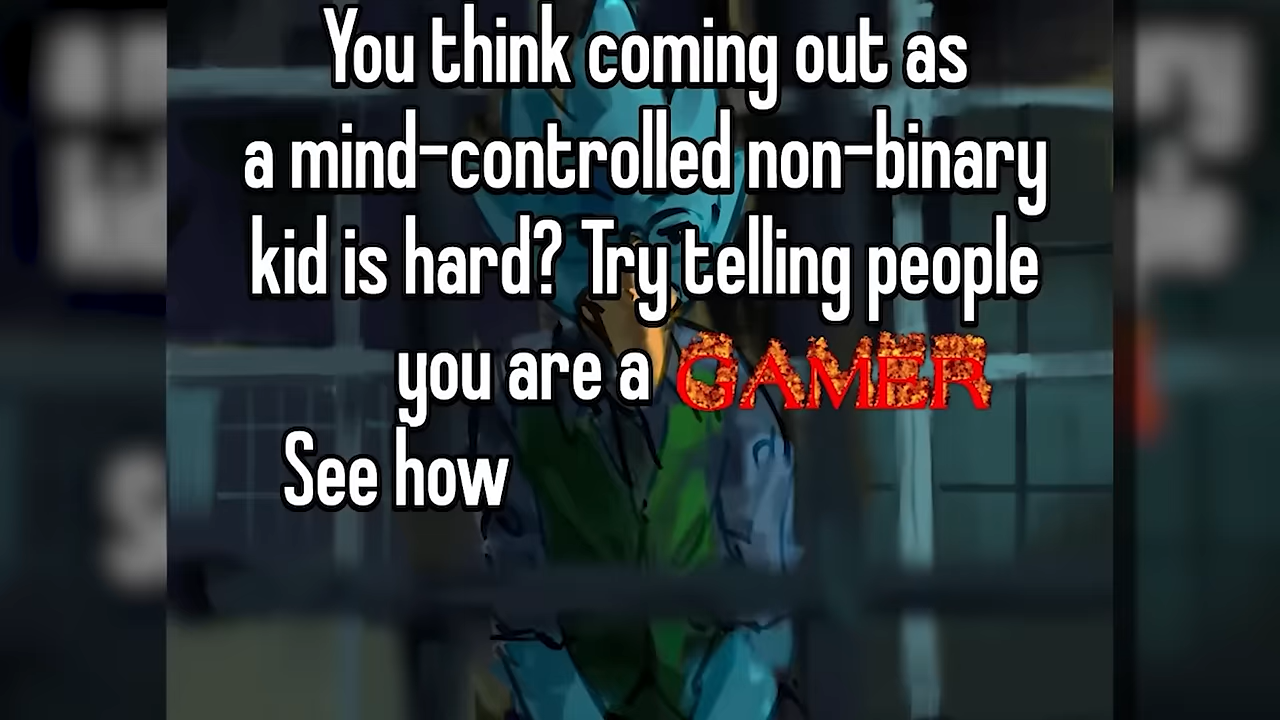 You think coming out as
a mind-controlled non-binary
kid is hard? Try telling people
you are a GAMER
See how